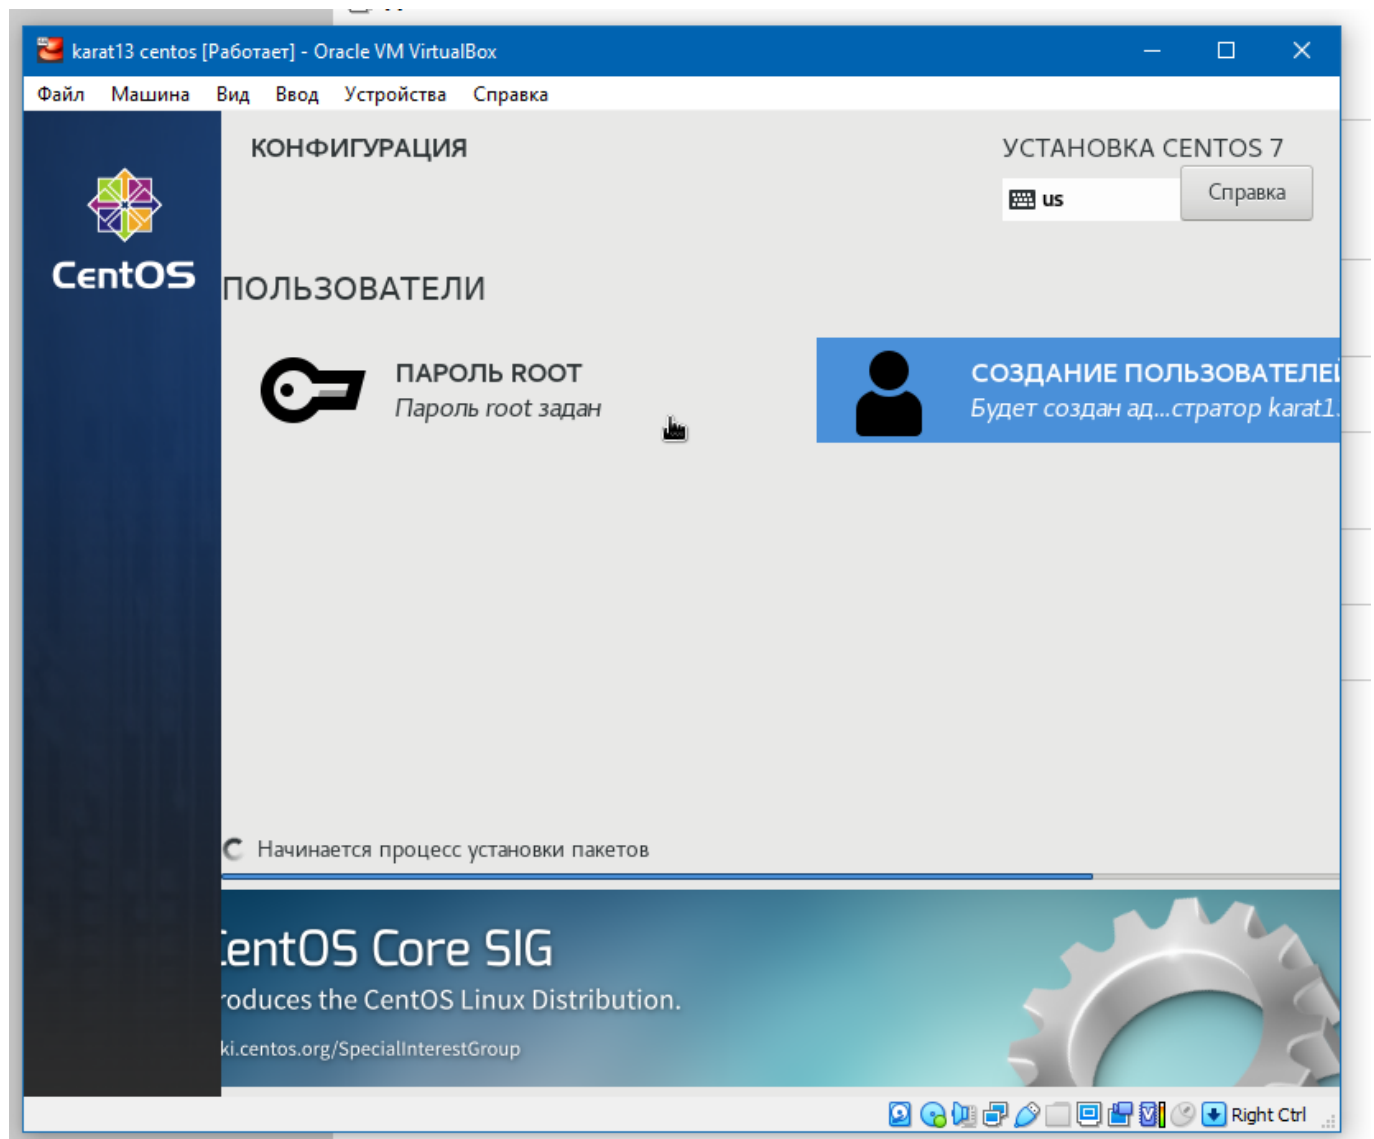 karat13 centos [Работает] - Oracle VM VirtualBox
Файл Машина Вид Ввод Устройства Справка
КОНФИГУРАЦИЯ
УСТАНОВКА CENTOS 7
us
Справка
CentOS
ПОЛЬЗОВАТЕЛИ
ПАРОЛЬ ROOT
Пароль root задан
СОЗДАНИЕ ПОЛЬЗОВАТЕЛЕЙ
Будет создан ад...стратор karat1.
Начинается процесс установки пакетов
CentOS Core SIG
roduces the CentOS Linux Distribution.
ki.centos.org/SpecialInterestGroup
Right Ctrl